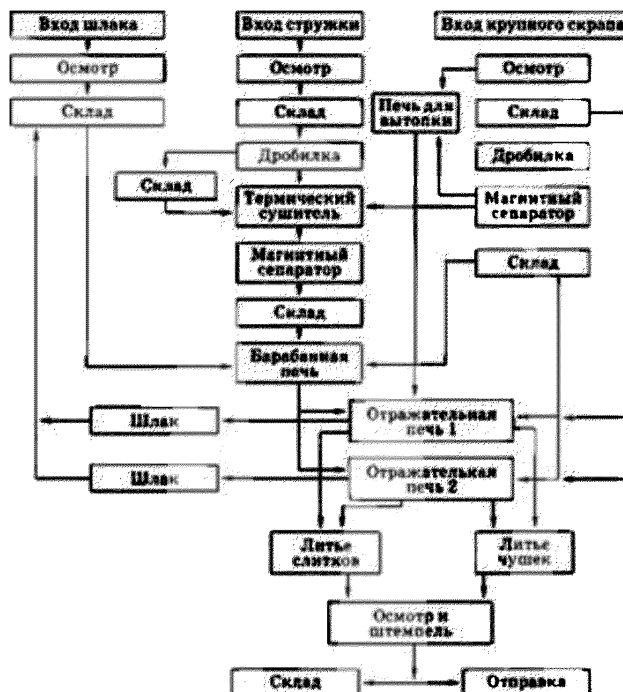 Вход шлака
Вход стружки
Вход крупного скрапа
Осмотр
Осмотр
Осмотр
Склад
Склад
Печь для
вытопки
Склад
Дробилка
Дробилка
Склад
Термический
сушитель
Магнитный
сепаратор
Магнитный
сепаратор
Склад
Склад
Барабанная
печь
Шлак
Отражательная
печь 1
Шлак
Отражательная
печь 2
Литье
слитков
Литье
чушек
Осмотр и
штемпель
Склад
Отправка